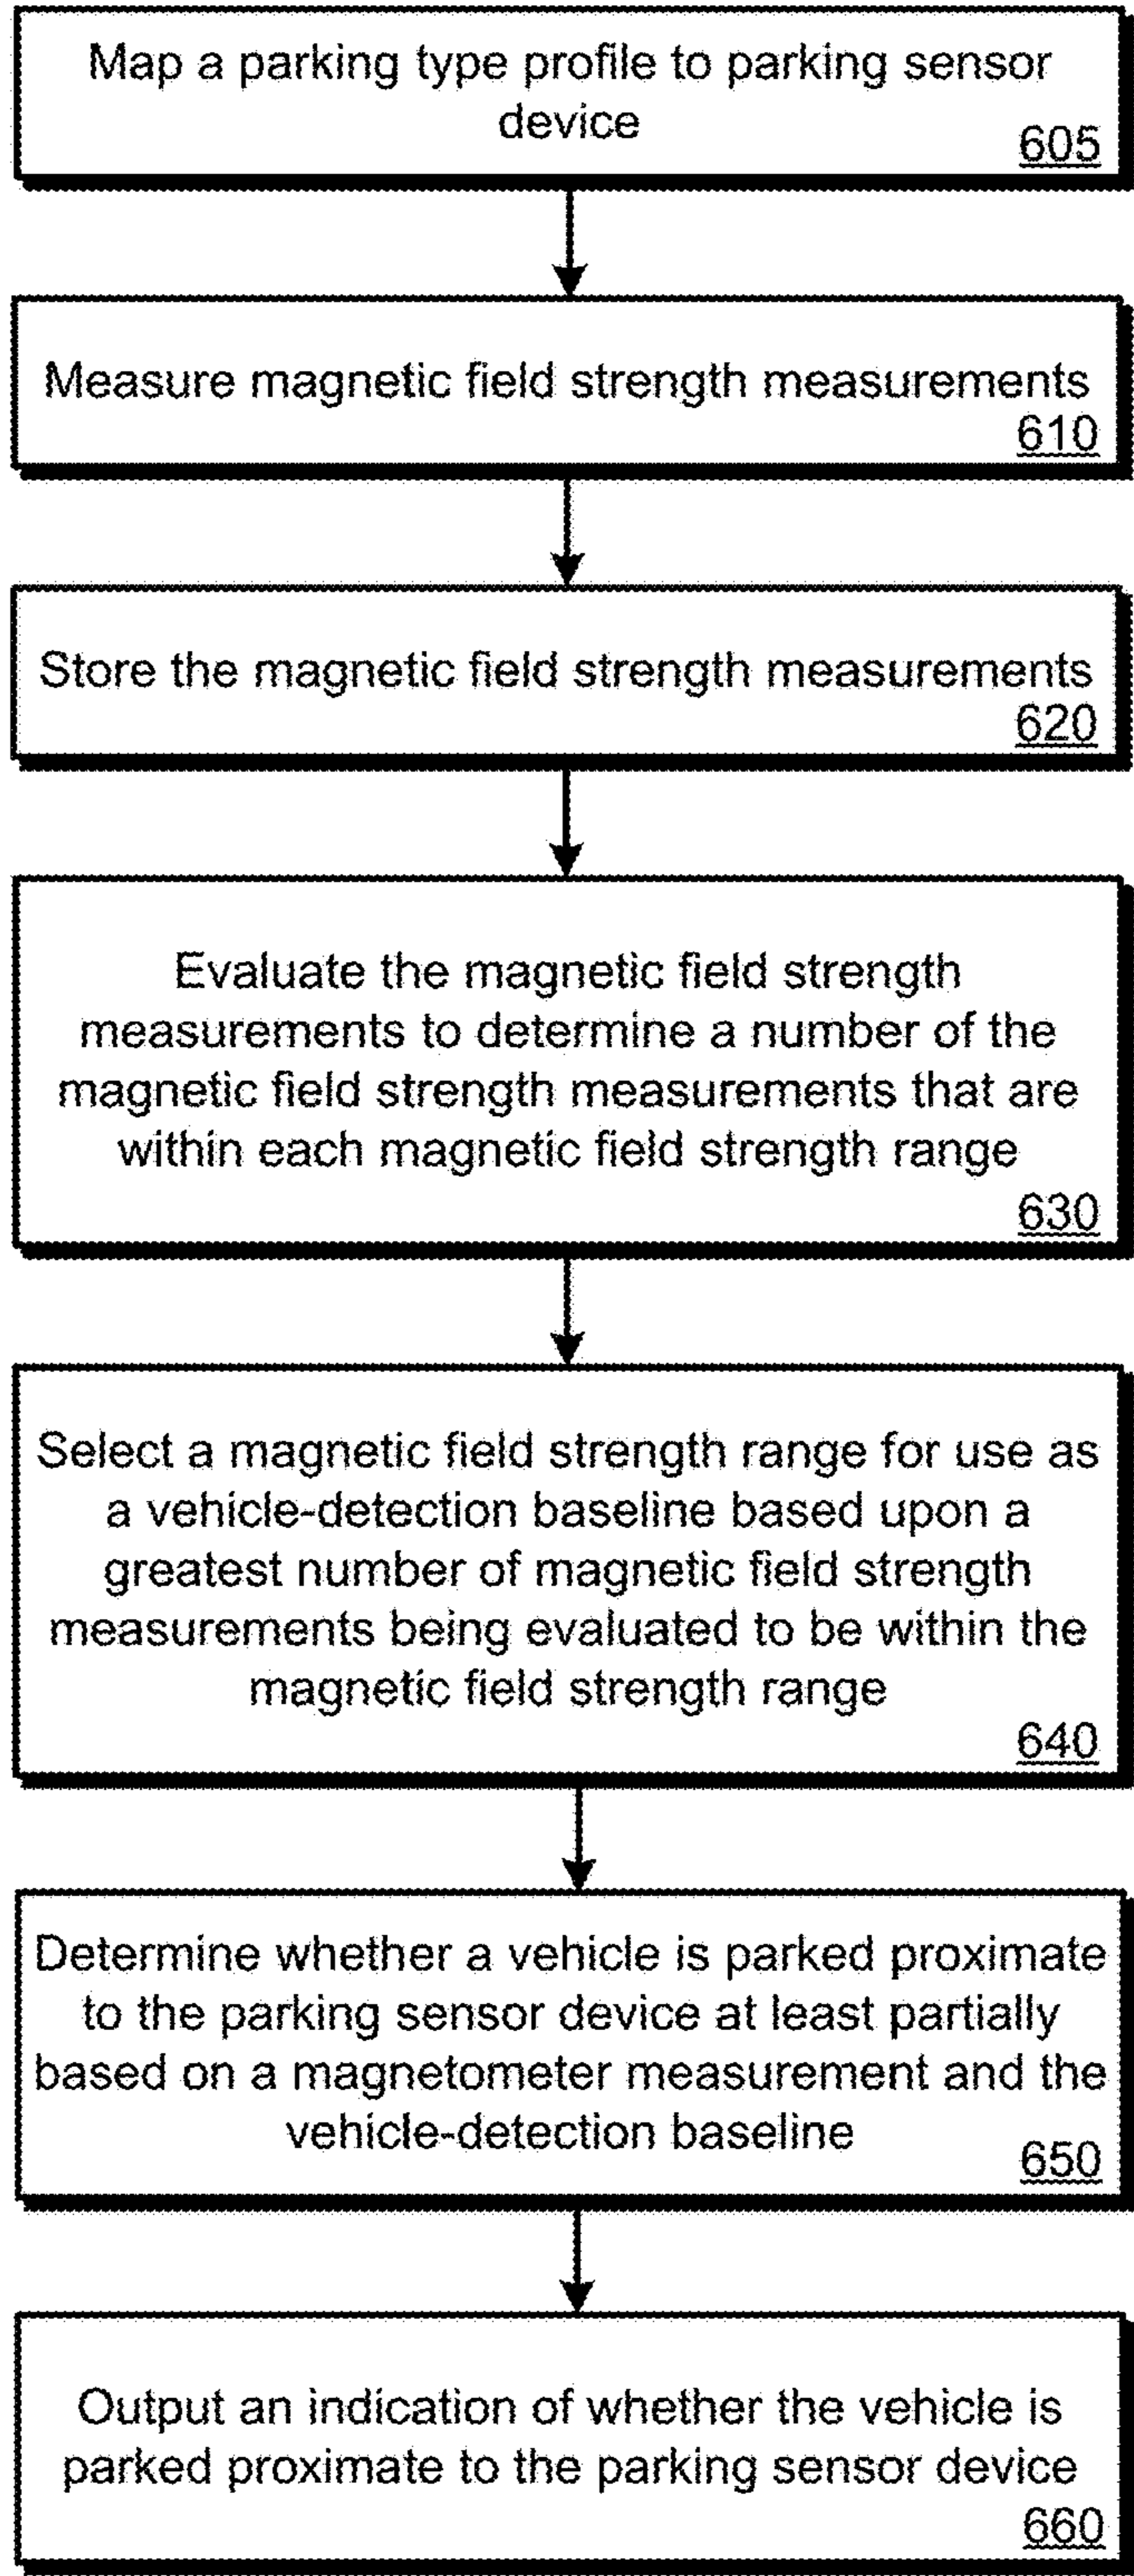 Map a parking type profile to parking sensor
device
605
Measure magnetic field strength measurements
610
Store the magnetic field strength measurements
620
Evaluate the magnetic field strength
measurements to determine a number of the
magnetic field strength measurements that are
within each magnetic field strength range
630
Select a magnetic field strength range for use as
a vehicle-detection baseline based upon a
greatest number of magnetic field strength
measurements being evaluated to be within the
magnetic field strength range
640
Determine whether a vehicle is parked proximate
to the parking sensor device at least partially
based on a magnetometer measurement and the
vehicle-detection baseline
650
Output an indication of whether the vehicle is
parked proximate to the parking sensor device
660